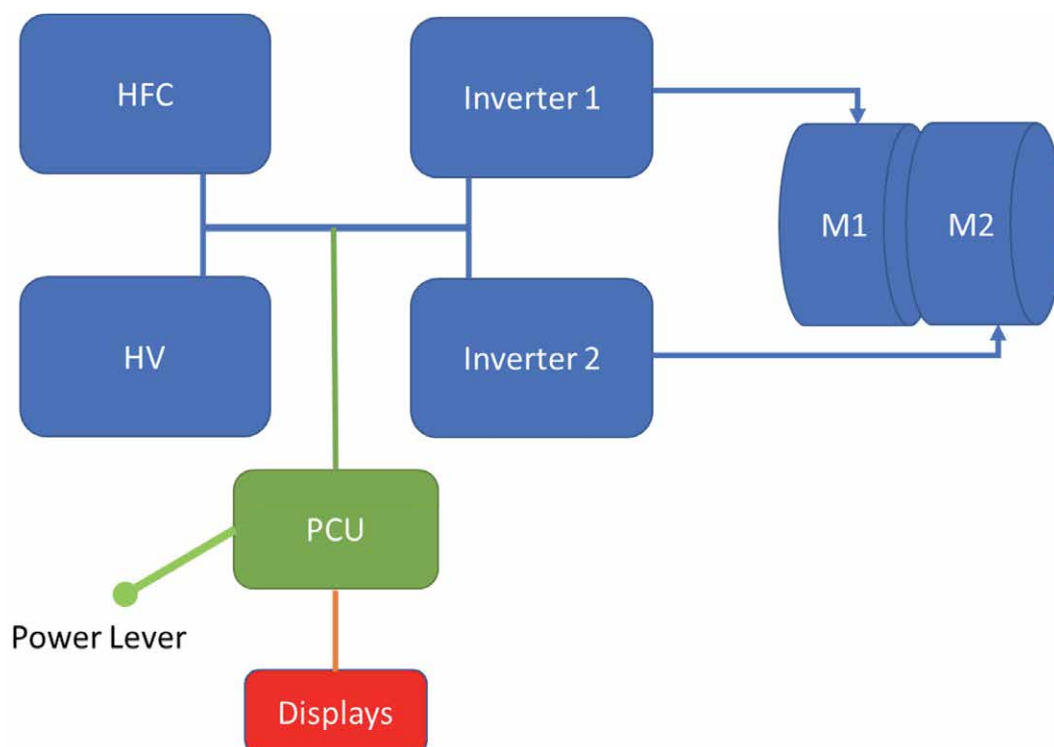 HFC
Inverter 1
M1
M2
HV
Inverter 2
PCU
Power Lever
Displays